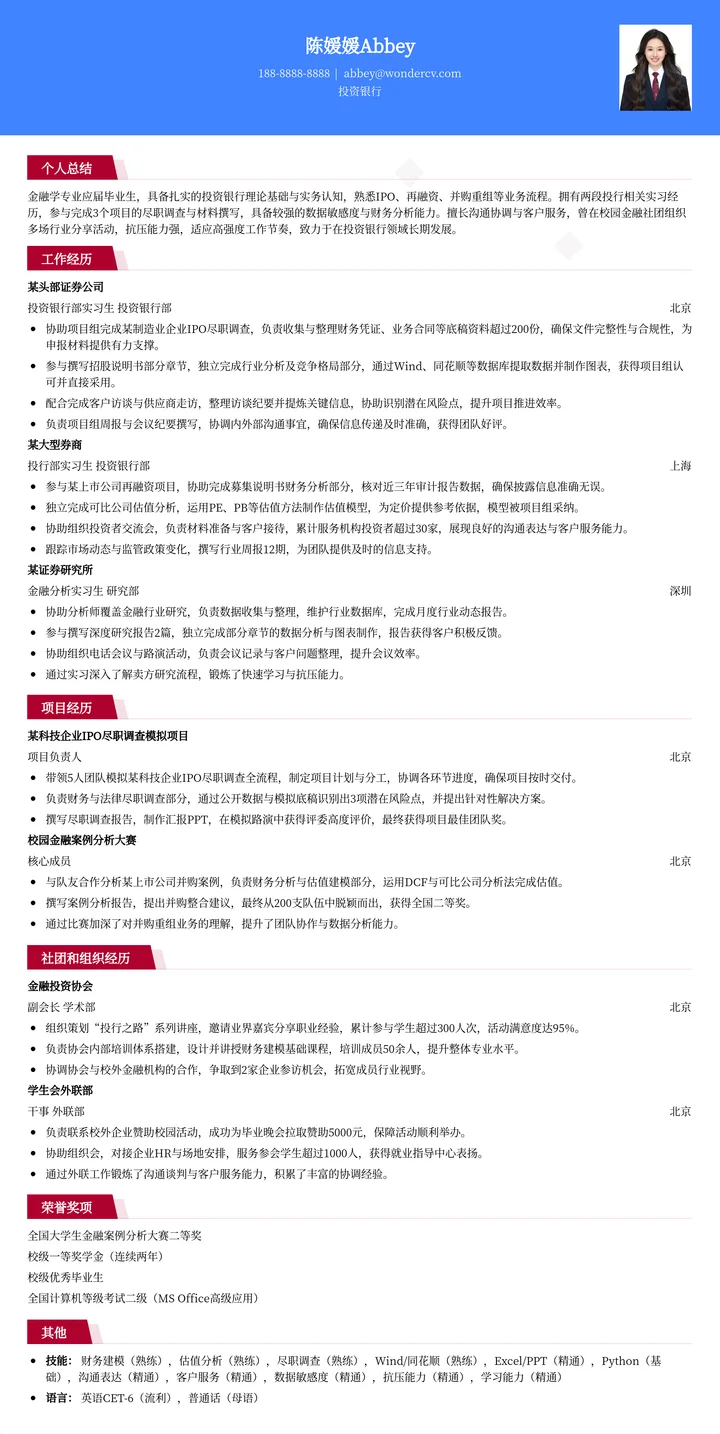 陈媛媛Abbey
188-8888-8888 | abbey@wondercv.com
投资银行
个人总结
金融学专业应届毕业生，具备扎实的投资银行理论基础与实务认知，熟悉IPO、再融资、并购重组等业务流程。拥有两段投行相关实习经
历，参与完成3个项目的尽职调查与材料撰写，具备较强的数据敏感度与财务分析能力。擅长沟通协调与客户服务，曾在校园金融社团组织
多场行业分享活动，抗压能力强，适应高强度工作节奏，致力于在投资银行领域长期发展。
工作经历
某头部证券公司
投资银行部实习生 投资银行部 北京
• 协助项目组完成某制造业企业IPO尽职调查，负责收集与整理财务凭证、业务合同等底稿资料超过200份，确保文件完整性与合规性，为
申报材料提供有力支撑。
• 参与撰写招股说明书部分章节，独立完成行业分析及竞争格局部分，通过Wind、同花顺等数据库提取数据并制作图表，获得项目组认
可并直接采用。
• 配合完成客户访谈与供应商走访，整理访谈纪要并提炼关键信息，协助识别潜在风险点，提升项目推进效率。
• 负责项目组周报与会议纪要撰写，协调内外部沟通事宜，确保信息传递及时准确，获得团队好评。
某大型券商
投行部实习生 投资银行部 上海
• 参与某上市公司再融资项目，协助完成募集说明书财务分析部分，核对近三年审计报告数据，确保披露信息准确无误。
• 独立完成可比公司估值分析，运用PE、PB等估值方法制作估值模型，为定价提供参考依据，模型被项目组采纳。
• 协助组织投资者交流会，负责材料准备与客户接待，累计服务机构投资者超过30家，展现良好的沟通表达与客户服务能力。
• 跟踪市场动态与监管政策变化，撰写行业周报12期，为团队提供及时的信息支持。
某证券研究所
金融分析实习生 研究部 深圳
• 协助分析师覆盖金融行业研究，负责数据收集与整理，维护行业数据库，完成月度行业动态报告。
• 参与撰写深度研究报告2篇，独立完成部分章节的数据分析与图表制作，报告获得客户积极反馈。
• 协助组织电话会议与路演活动，负责会议记录与客户问题整理，提升会议效率。
• 通过实习深入了解卖方研究流程，锻炼了快速学习与抗压能力。
项目经历
某科技企业IPO尽职调查模拟项目
项目负责人 北京
• 带领5人团队模拟某科技企业IPO尽职调查全流程，制定项目计划与分工，协调各环节进度，确保项目按时交付。
• 负责财务与法律尽职调查部分，通过公开数据与模拟底稿识别出3项潜在风险点，并提出针对性解决方案。
• 撰写尽职调查报告，制作汇报PPT，在模拟路演中获得评委高度评价，最终获得项目最佳团队奖。
校园金融案例分析大赛
核心成员 北京
• 与队友合作分析某上市公司并购案例，负责财务分析与估值建模部分，运用DCF与可比公司分析法完成估值。
• 撰写案例分析报告，提出并购整合建议，最终从200支队伍中脱颖而出，获得全国二等奖。
• 通过比赛加深了对并购重组业务的理解，提升了团队协作与数据分析能力。
社团和组织经历
金融投资协会
副会长 学术部 北京
• 组织策划“投行之路”系列讲座，邀请业界嘉宾分享职业经验，累计参与学生超过300人次，活动满意度达95%。
• 负责协会内部培训体系搭建，设计并讲授财务建模基础课程，培训成员50余人，提升整体专业水平。
• 协调协会与校外金融机构的合作，争取到2家企业参访机会，拓宽成员行业视野。
学生会外联部
干事 外联部 北京
• 负责联系校外企业赞助校园活动，成功为毕业晚会拉取赞助5000元，保障活动顺利举办。
• 协助组织会，对接企业HR与场地安排，服务参会学生超过1000人，获得就业指导中心表扬。
• 通过外联工作锻炼了沟通谈判与客户服务能力，积累了丰富的协调经验。
荣誉奖项
全国大学生金融案例分析大赛二等奖
校级一等奖学金（连续两年）
校级优秀毕业生
全国计算机等级考试二级（MS Office高级应用）
其他
• 技能： 财务建模（熟练），估值分析（熟练），尽职调查（熟练），Wind/同花顺（熟练），Excel/PPT（精通），Python（基
础），沟通表达（精通），客户服务（精通），数据敏感度（精通），抗压能力（精通），学习能力（精通）
• 语言： 英语CET-6（流利），普通话（母语）